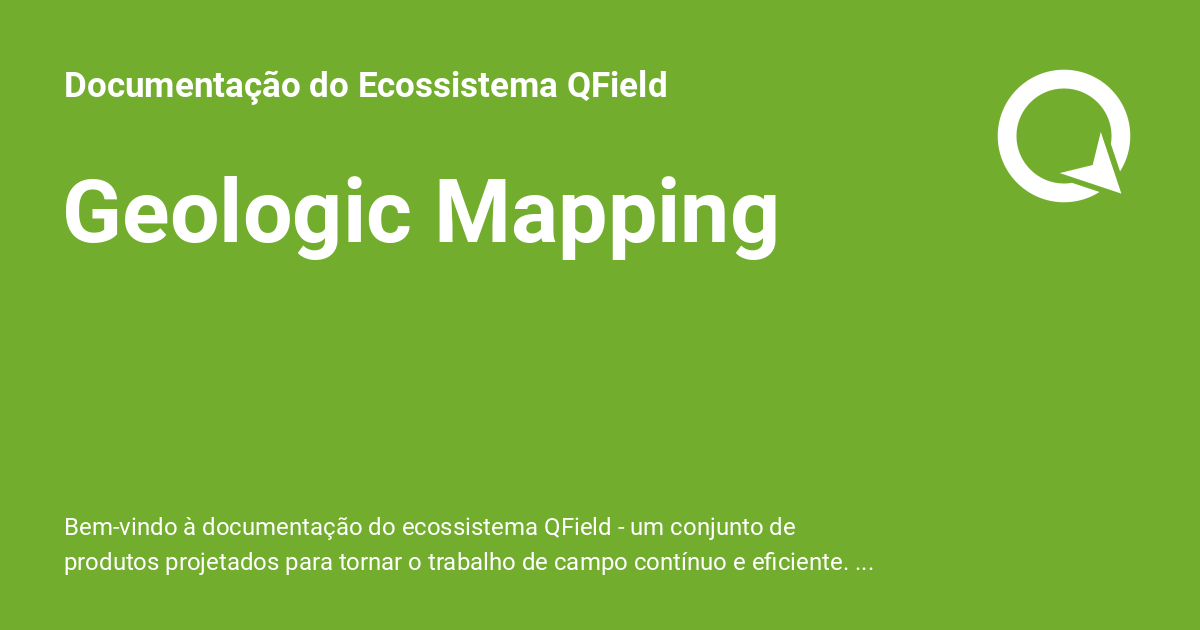 Documentação do Ecossistema QField
Geologic Mapping
Bem-vindo à documentação do ecossistema QField - um conjunto de
produtos projetados para tornar o trabalho de campo contínuo e eficiente. ...